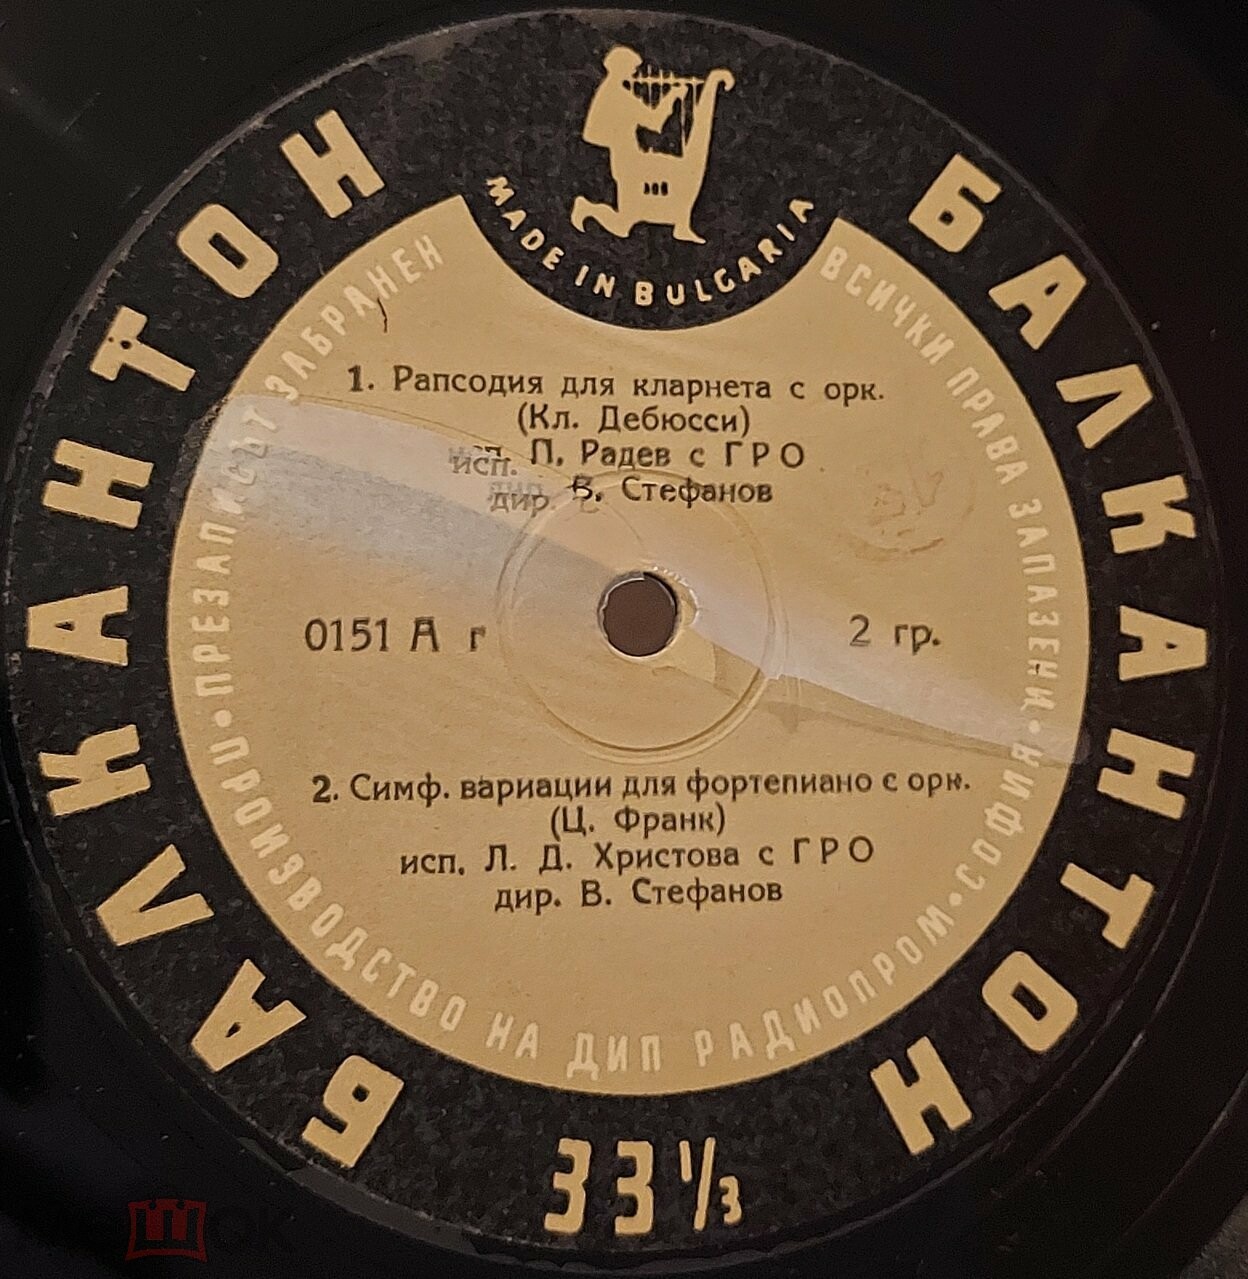 БАЛКАНТОН
БАЛКАНТОН
MADE IN BULGARIA
ВСИЧКИ ПРАВА ЗАПАЗЕНИ • СОФИЯ •
ПРОИЗВОДСТВО НА ДИП РАДИОПРОМ •
ПРЕЗАПИСЪТ ЗАБРАНЕН
1. Рапсодия для кларнета с орк.
(Кл. Дебюсси)
исп. П. Радев с ГРО
дир. В. Стефанов
0151 А г
2 гр.
2. Симф. вариации для фортепиано с орк.
(Ц. Франк)
исп. Л. Д. Христова с ГРО
дир. В. Стефанов
33 1/3